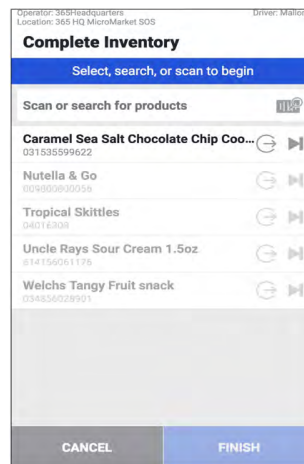 Operator: 365Headquarters Driver: Mallor
Location: 365 HQ MicroMarket SOS
Complete Inventory
Select, search, or scan to begin
Scan or search for products
Caramel Sea Salt Chocolate Chip Coo...
031535599622
Nutella & Go
009800800056
Tropical Skittles
04016308
Uncle Rays Sour Cream 1.5oz
614156061176
Welchs Tangy Fruit snack
034856028901
CANCEL FINISH